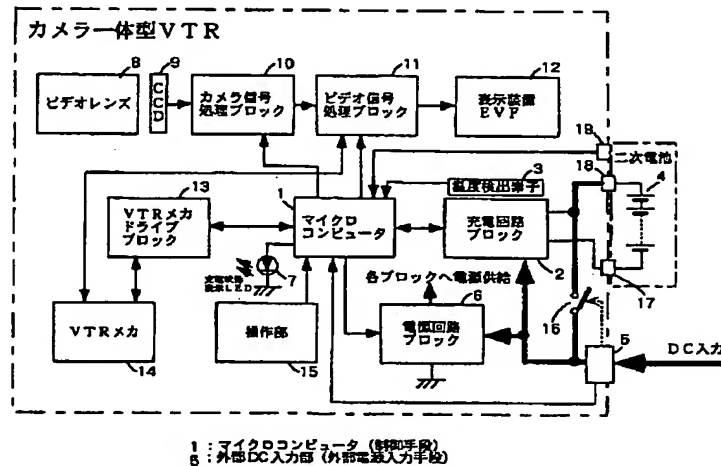 カメラ一体型VTR
8
ビデオレンズ
9
CCD
10
カメラ信号
処理ブロック
11
ビデオ信号
処理ブロック
12
表示装置
EVF
19
二次電池
18
4
3
温度検出素子
13
VTRメカ
ドライブ
ブロック
1
マイクロ
コンピュータ
充電回路
ブロック
2
7
充電状態
表示LED
各ブロックへ電源供給
17
6
電源回路
ブロック
16
VTRメカ
14
操作部
15
5
DC入力
1：マイクロコンピュータ (制御手段)
5：外部DC入力部 (外部電源入力手段)